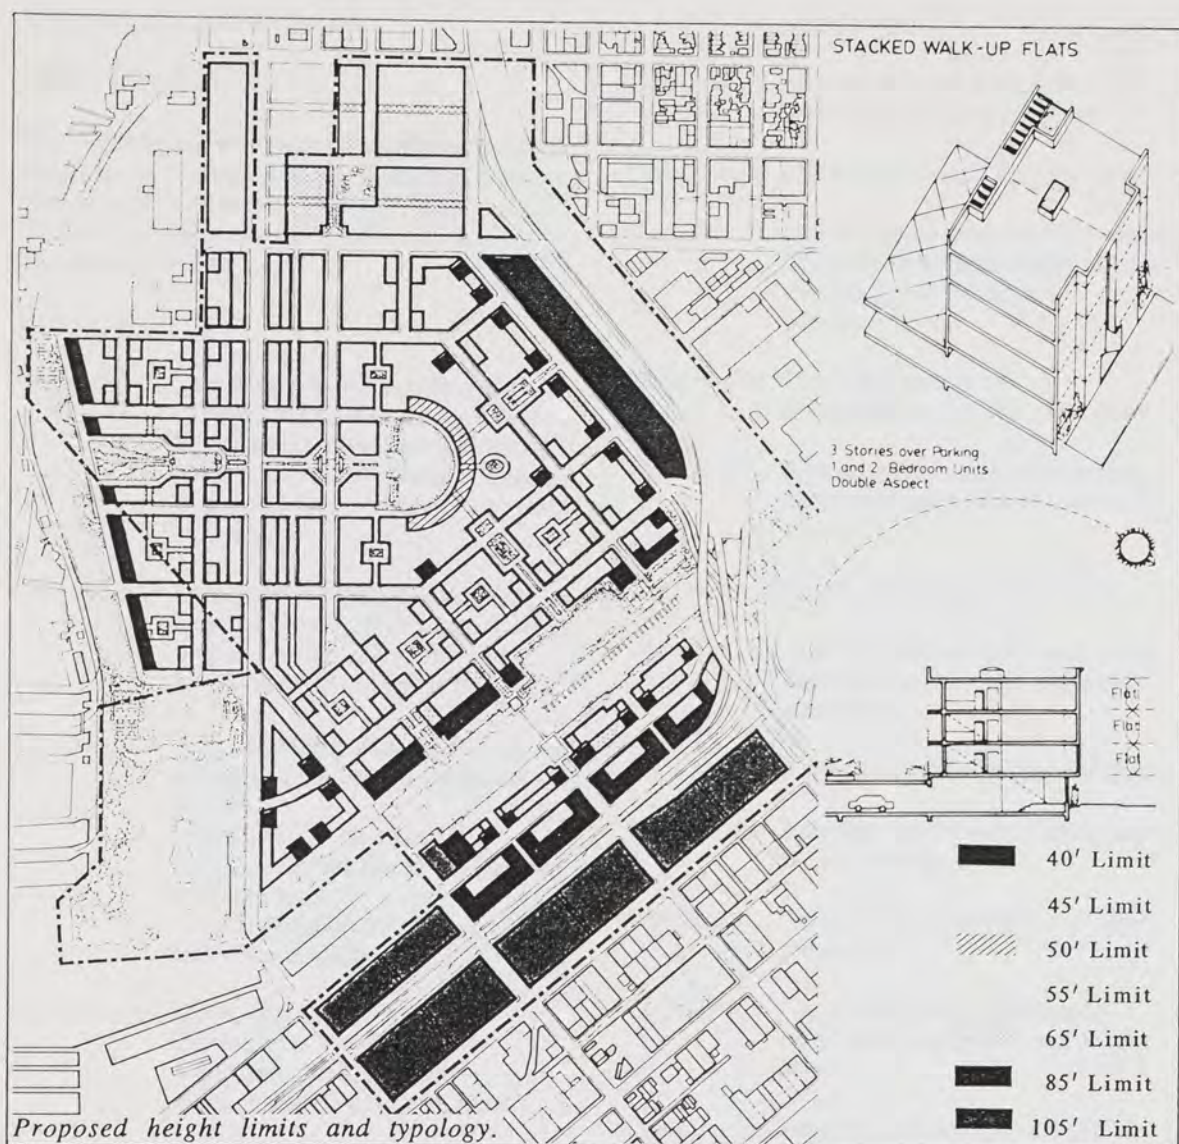 STACKED WALK-UP FLATS
3 Stories over Parking
1 and 2 Bedroom Units
Double Aspect
Flat
Flat
Flat
40' Limit
45' Limit
50' Limit
55' Limit
65' Limit
85' Limit
105' Limit
Proposed height limits and typology.